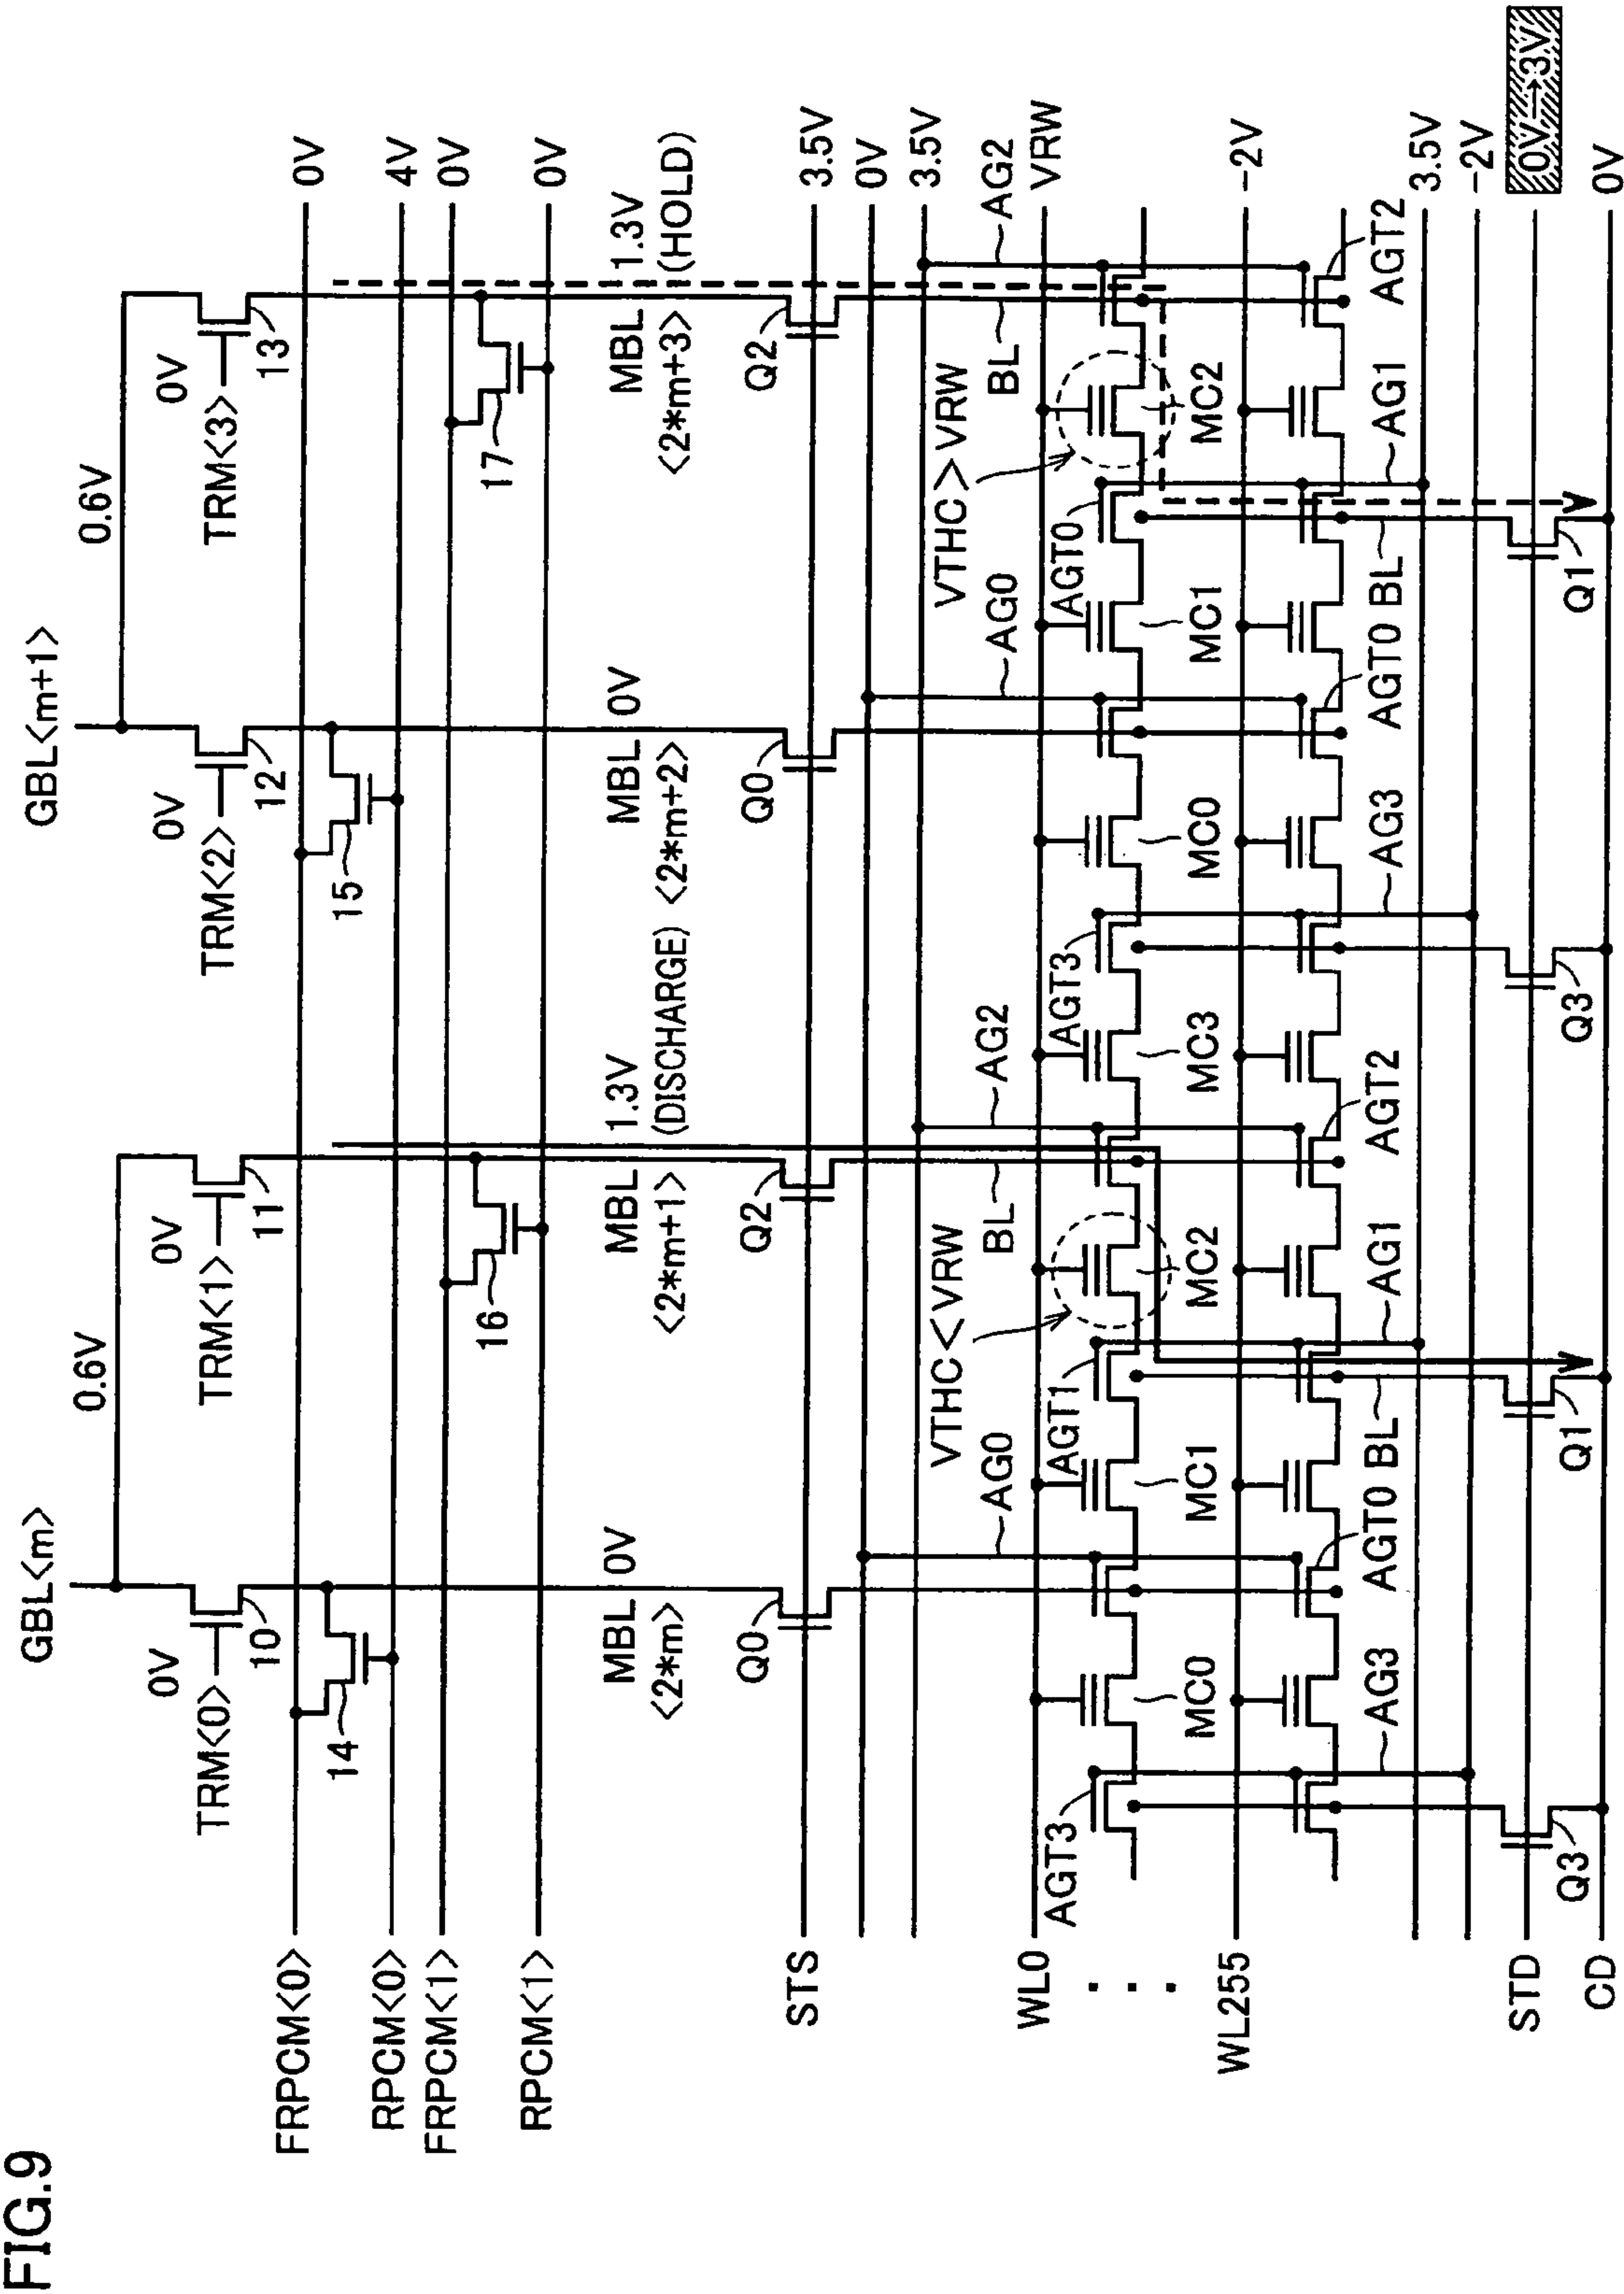 FIG.9
GBL<m>
GBL<m+1>
0.6V
0.6V
0V
TRM<0>
10
0V
TRM<1>
11
0V
TRM<2>
12
0V
TRM<3>
13
FRPCM<0>
0V
14
15
RPCM<0>
4V
FRPCM<1>
0V
16
17
RPCM<1>
0V
MBL 0V
<2*m>
MBL 1.3V
<2*m+1> (DISCHARGE)
MBL 0V
<2*m+2>
MBL 1.3V
<2*m+3> (HOLD)
Q0
Q2
Q0
Q2
STS
3.5V
0V
3.5V
VTHC<VRW
VTHC>VRW
AG0
BL
AG2
AG0
BL
AG2
WL0
VRW
AGT3
AGT1
AGT3
AGT0
MC0
MC1
MC2
MC3
MC0
MC1
MC2
WL255
-2V
AG3
AGT0
BL
AG1
AGT2
AG3
AGT0
BL
AG1
AGT2
3.5V
-2V
STD
0V→3V
Q3
Q1
Q3
Q1
CD
0V